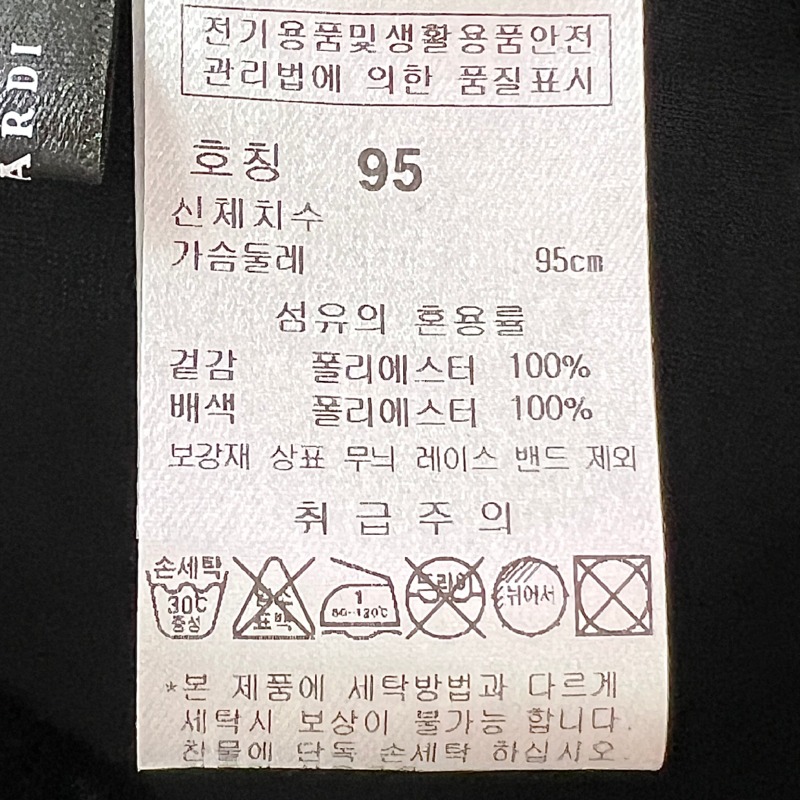 ARDI
전기용품및생활용품안전
관리법에 의한 품질표시
호칭 95
신체치수
가슴둘레 95cm
섬유의 혼용률
겉감 폴리에스터 100%
배색 폴리에스터 100%
보강재 상표 무늬 레이스 밴드 제외
취급주의
손세탁
30℃
중성
염소
표백
1
80~120℃
드라이
뉘어서
*본 제품에 세탁방법과 다르게
세탁시 보상이 불가능 합니다.
찬물에 단독 손세탁 하십시오